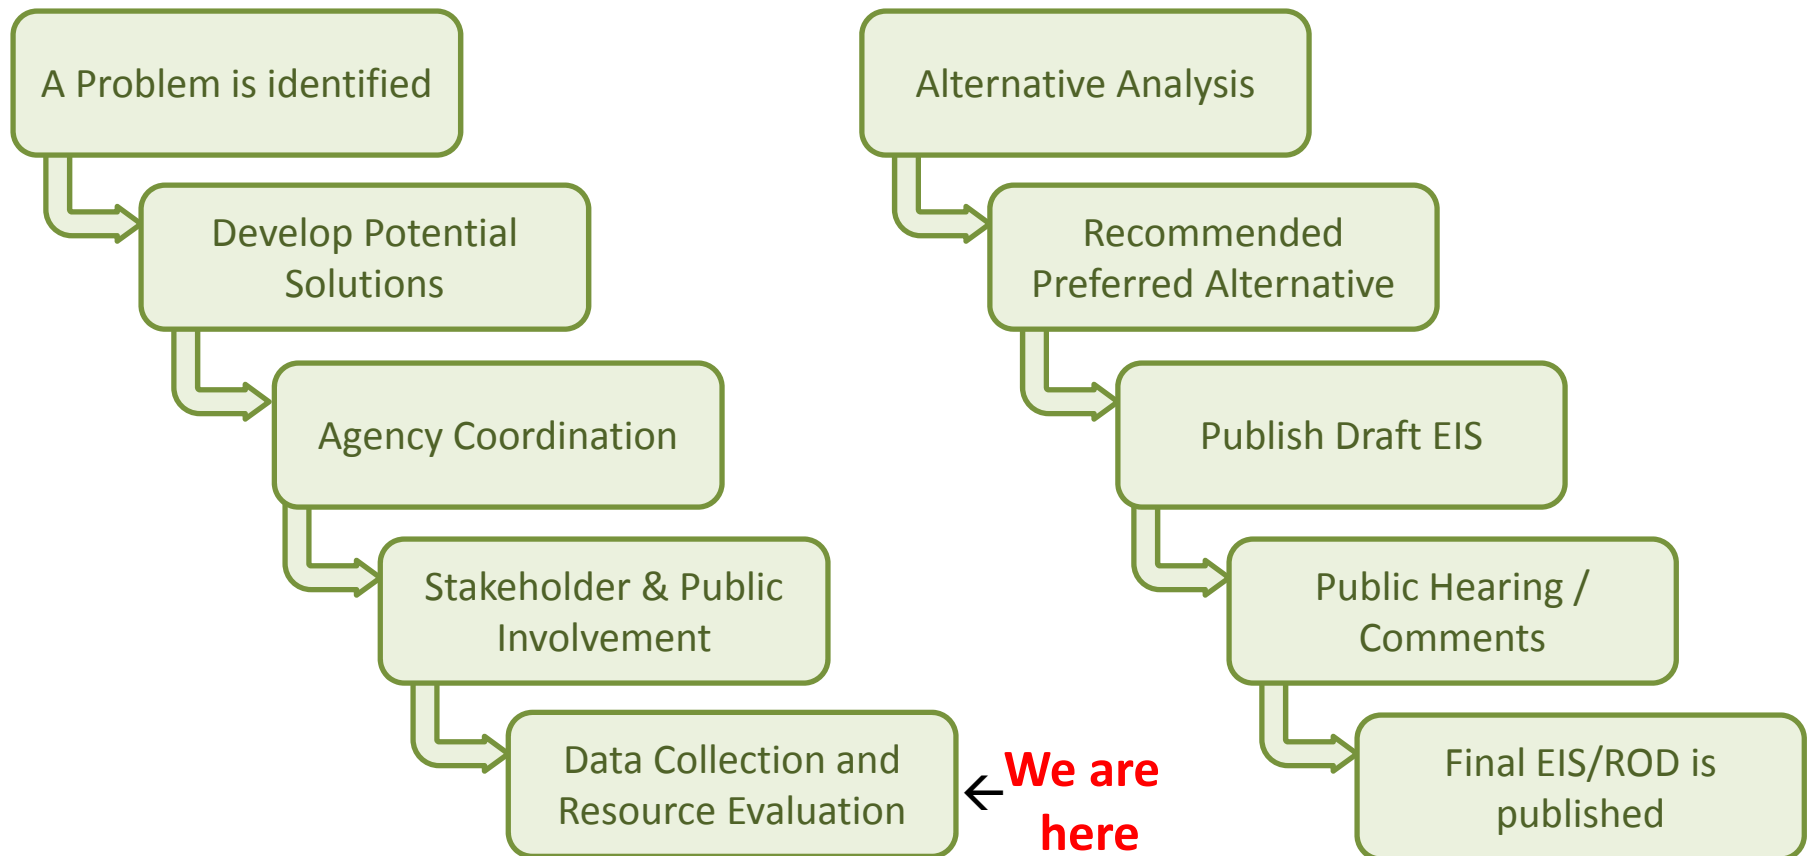 A Problem is identified
Develop Potential
Solutions
Agency Coordination
Stakeholder & Public
Involvement
Data Collection and
Resource Evaluation
←We are
here
Alternative Analysis
Recommended
Preferred Alternative
Publish Draft EIS
Public Hearing /
Comments
Final EIS/ROD is
published